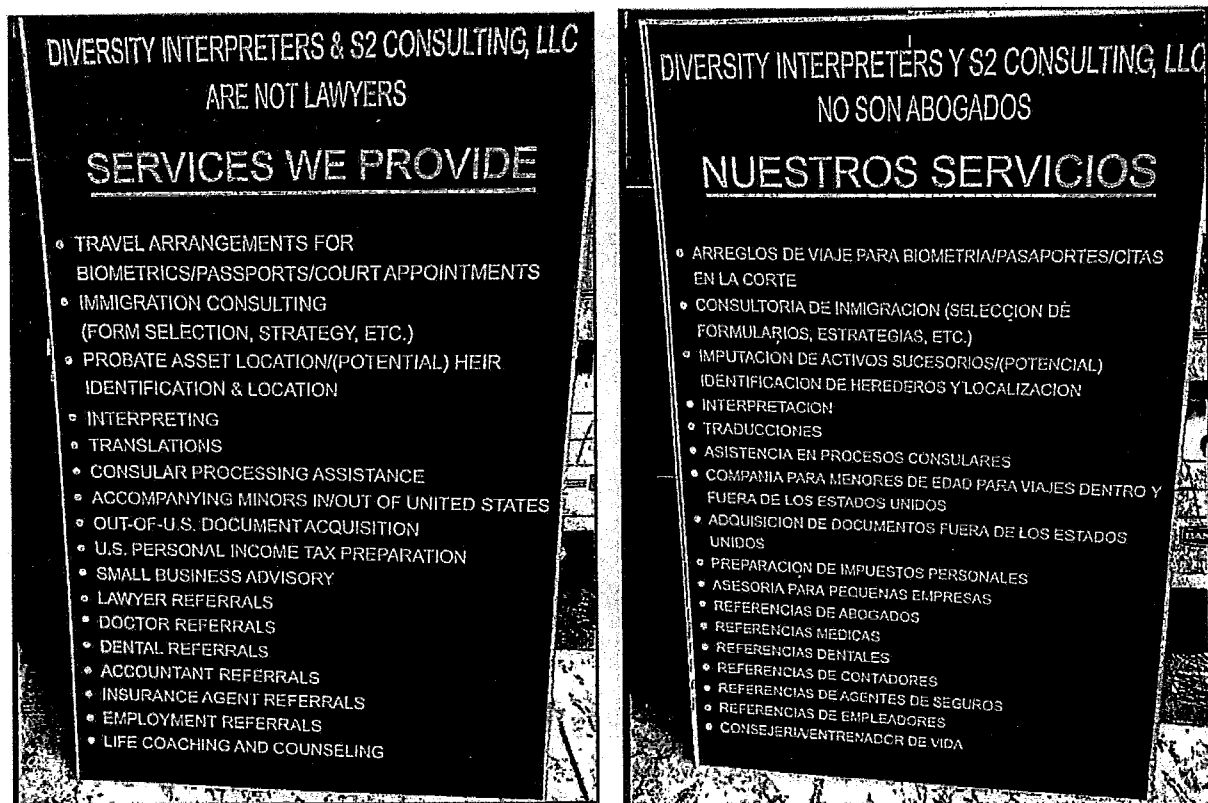 DIVERSITY INTERPRETERS & S2 CONSULTING, LLC
ARE NOT LAWYERS
SERVICES WE PROVIDE
• TRAVEL ARRANGEMENTS FOR
BIOMETRICS/PASSPORTS/COURT APPOINTMENTS
• IMMIGRATION CONSULTING
(FORM SELECTION, STRATEGY, ETC.)
• PROBATE ASSET LOCATION/(POTENTIAL) HEIR
IDENTIFICATION & LOCATION
• INTERPRETING
• TRANSLATIONS
• CONSULAR PROCESSING ASSISTANCE
• ACCOMPANYING MINORS IN/OUT OF UNITED STATES
• OUT-OF-U.S. DOCUMENT ACQUISITION
• U.S. PERSONAL INCOME TAX PREPARATION
• SMALL BUSINESS ADVISORY
• LAWYER REFERRALS
• DOCTOR REFERRALS
• DENTAL REFERRALS
• ACCOUNTANT REFERRALS
• INSURANCE AGENT REFERRALS
• EMPLOYMENT REFERRALS
• LIFE COACHING AND COUNSELING
DIVERSITY INTERPRETERS Y S2 CONSULTING, LLC
NO SON ABOGADOS
NUESTROS SERVICIOS
• ARREGLOS DE VIAJE PARA BIOMETRIA/PASAPORTES/CITAS
EN LA CORTE
• CONSULTORIA DE INMIGRACION (SELECCION DE
FORMULARIOS, ESTRATEGIAS, ETC.)
• IMPUTACION DE ACTIVOS SUCESORIOS/(POTENCIAL)
IDENTIFICACION DE HEREDEROS Y LOCALIZACION
• INTERPRETACION
• TRADUCCIONES
• ASISTENCIA EN PROCESOS CONSULARES
• COMPANIA PARA MENORES DE EDAD PARA VIAJES DENTRO Y
FUERA DE LOS ESTADOS UNIDOS
• ADQUISICION DE DOCUMENTOS FUERA DE LOS ESTADOS
UNIDOS
• PREPARACION DE IMPUESTOS PERSONALES
• ASESORIA PARA PEQUENAS EMPRESAS
• REFERENCIAS DE ABOGADOS
• REFERENCIAS MEDICAS
• REFERENCIAS DENTALES
• REFERENCIAS DE CONTADORES
• REFERENCIAS DE AGENTES DE SEGUROS
• REFERENCIAS DE EMPLEADORES
• CONSEJERIA/ENTRENADOR DE VIDA